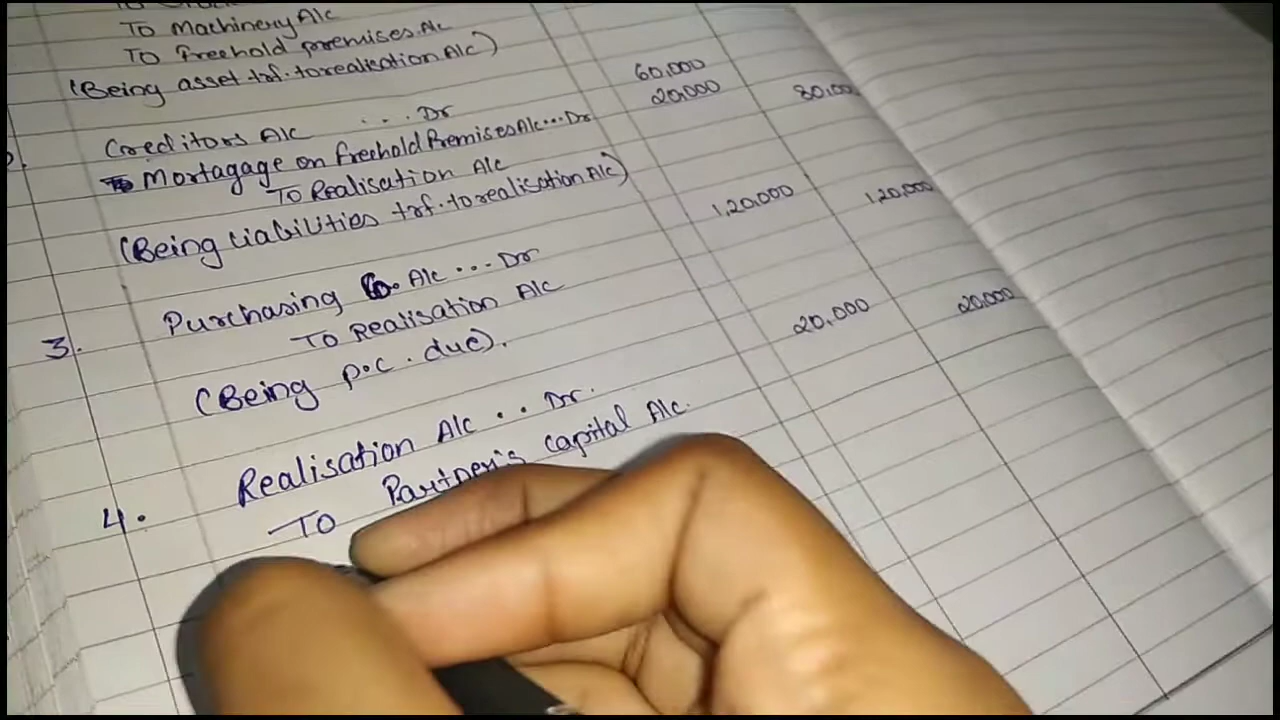 To Machinery A/c
To Freehold premises. A/c
(Being asset trf. to realisation A/c)
Creditors A/c ... Dr 60,000
Mortagage on freehold Premises A/c... Dr 20,000
To Realisation A/c 80,00
(Being liabilities trf. to realisation A/c)
3. Purchasing Co. A/c ... Dr 1,20,000
To Realisation A/c 1,20,000
(Being p.c. due).
4. Realisation A/c .. Dr. 20,000
To Partner's capital A/c. 20,000